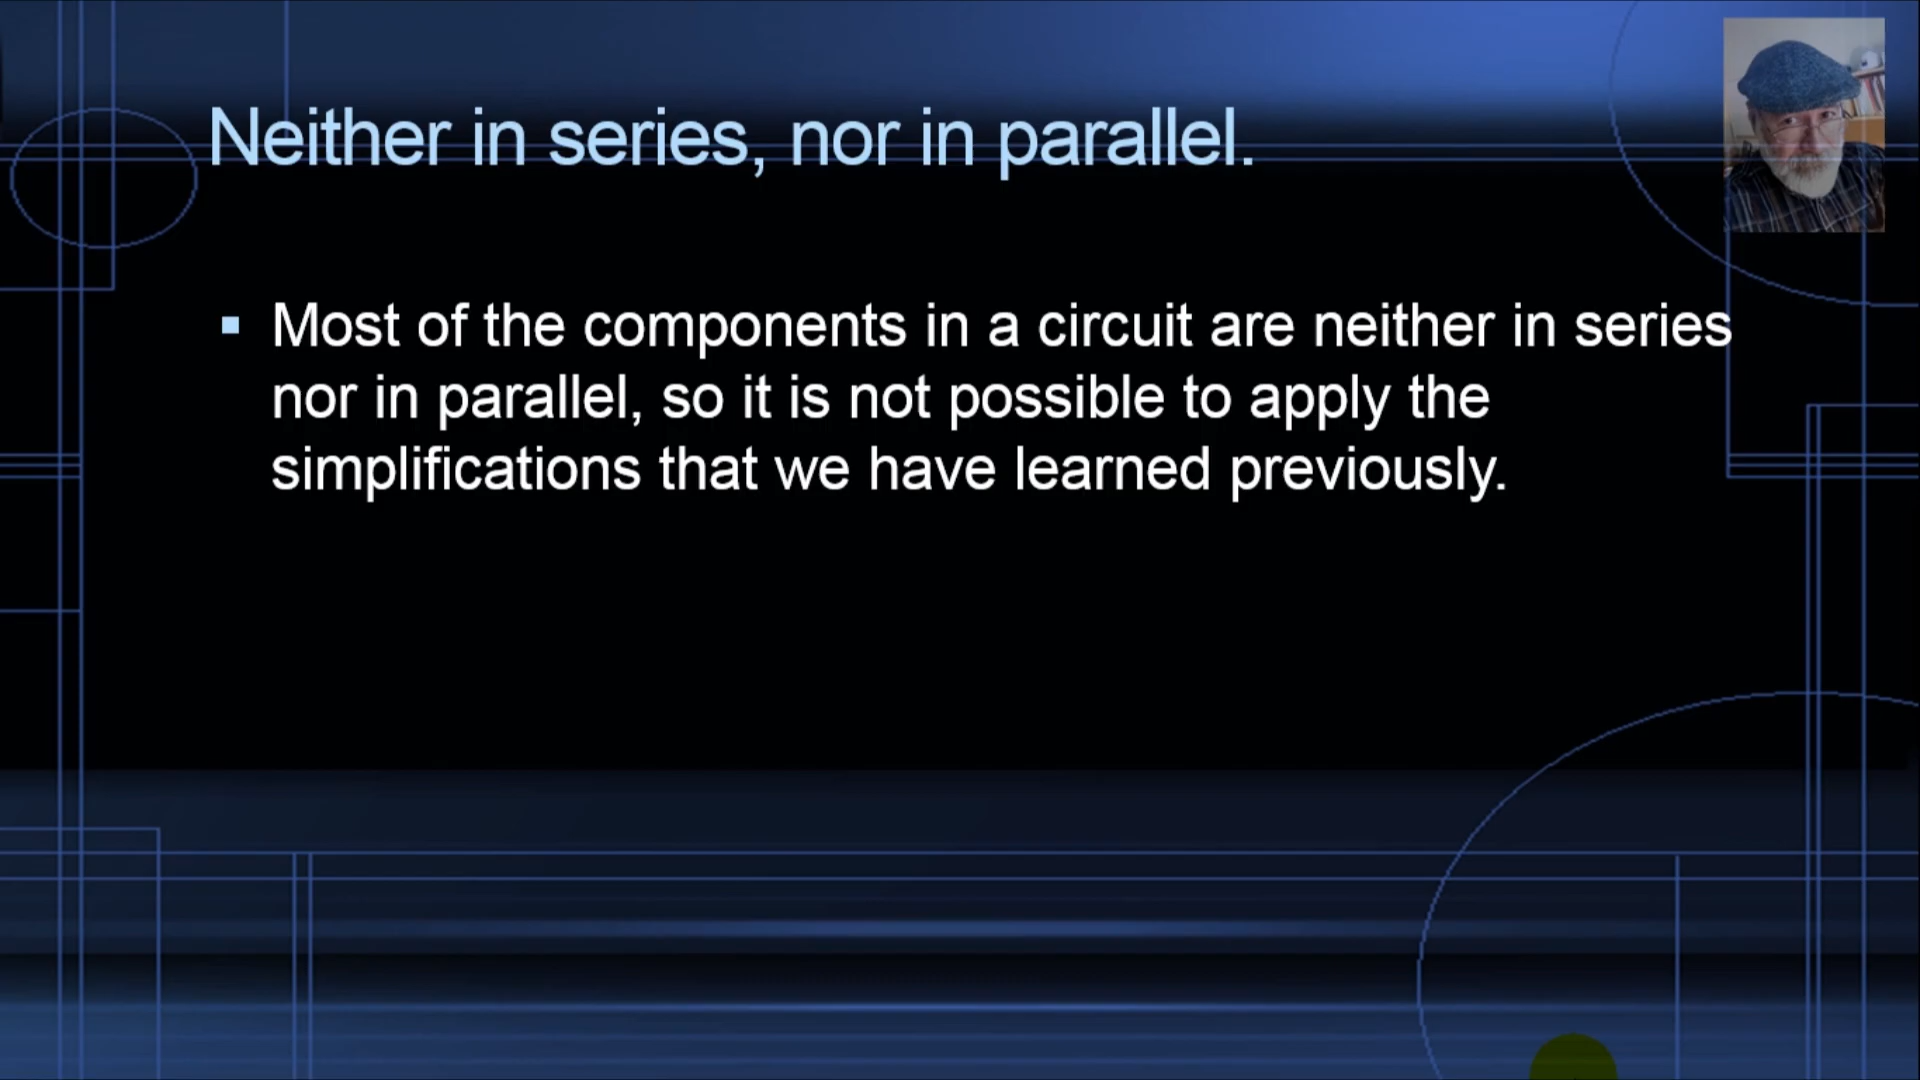 Neither in series, nor in parallel.
Most of the components in a circuit are neither in series
nor in parallel, so it is not possible to apply the
simplifications that we have learned previously.